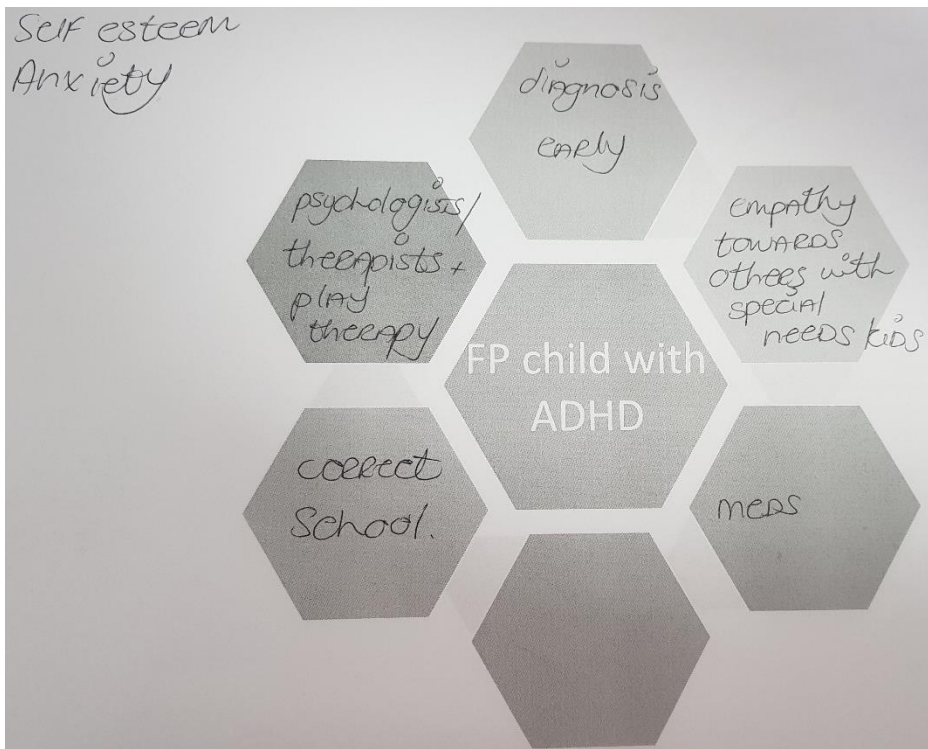 Self esteem
Anxiety
diagnosis
early
psychologists/
therapists +
play
therapy
empathy
towards
others with
special
needs kids
FP child with
ADHD
correct
School.
meds